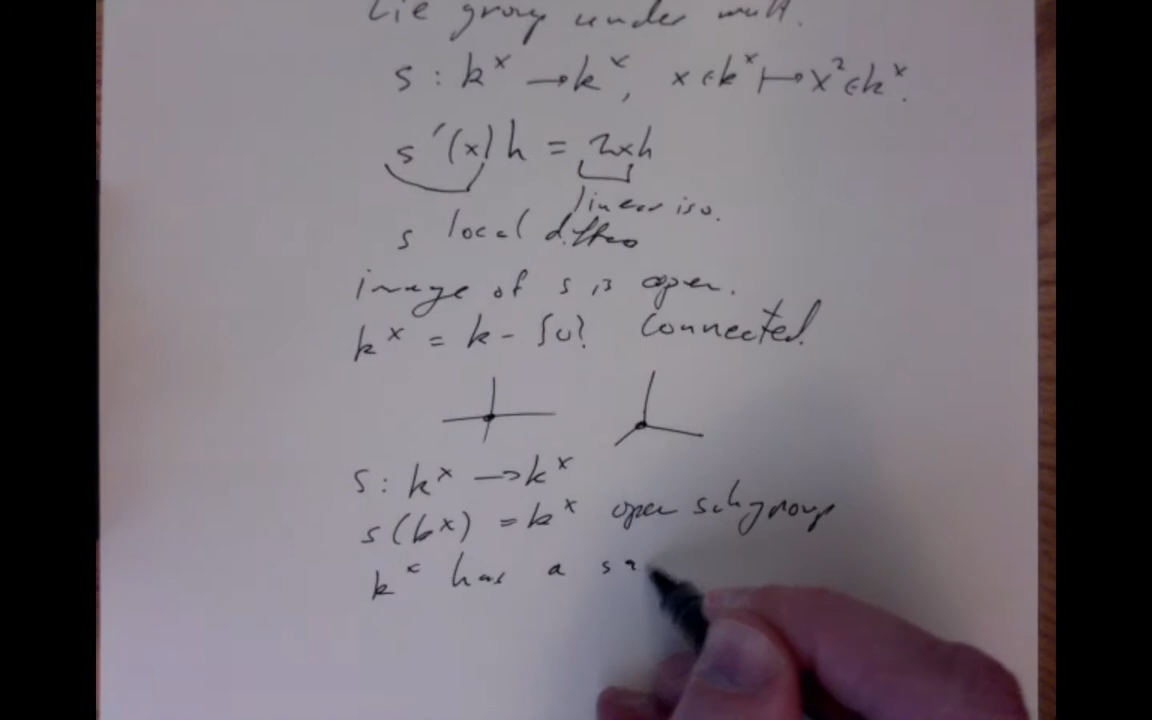 Lie group under mult.
s : k^x → k^x, x ∈ k^x ↦ x² ∈ k^x.
s'(x) h = 2xh
linear iso.
s local diffeo
image of s is open.
k^x = k - {0} connected.
s : k^x → k^x
s(k^x) = k^x open subgroup
k^x has a sq